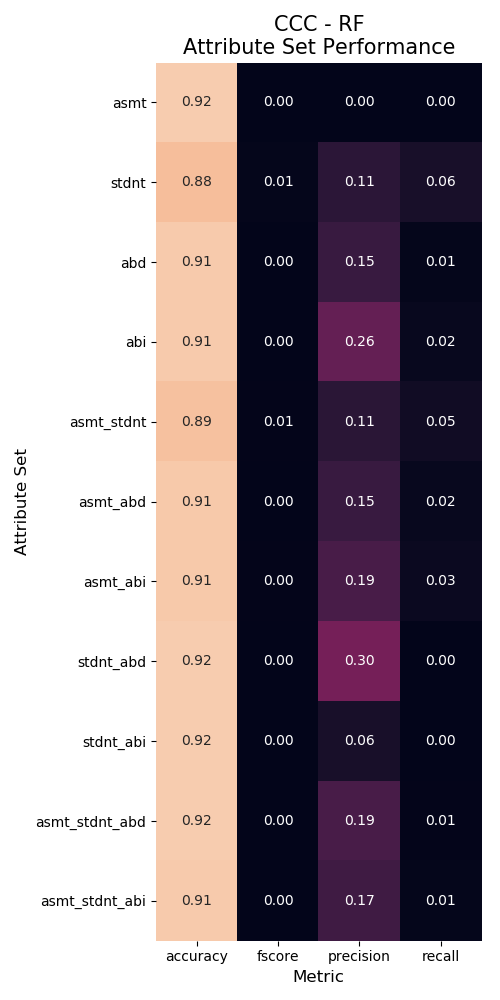 CCC - RF
Attribute Set Performance
asmt 0.92 0.00 0.00 0.00
stdnt 0.88 0.01 0.11 0.06
abd 0.91 0.00 0.15 0.01
abi 0.91 0.00 0.26 0.02
asmt_stdnt 0.89 0.01 0.11 0.05
asmt_abd 0.91 0.00 0.15 0.02
asmt_abi 0.91 0.00 0.19 0.03
stdnt_abd 0.92 0.00 0.30 0.00
stdnt_abi 0.92 0.00 0.06 0.00
asmt_stdnt_abd 0.92 0.00 0.19 0.01
asmt_stdnt_abi 0.91 0.00 0.17 0.01
Attribute Set
accuracy fscore precision recall
Metric